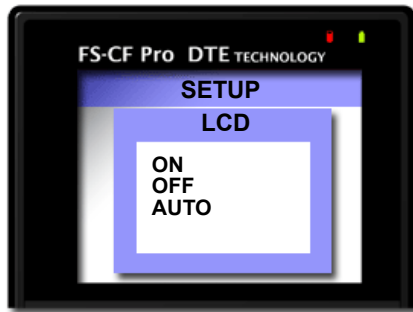 FS-CF Pro DTE TECHNOLOGY
SETUP
LCD
ON
OFF
AUTO